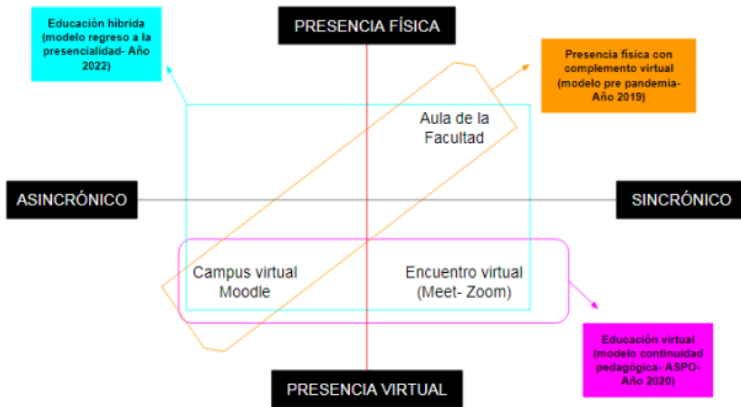 Educación híbrida
(modelo regreso a la
presencialidad- Año
2022)
PRESENCIA FÍSICA
Presencia física con
complemento virtual
(modelo pre pandemia-
Año 2019)
Aula de la
Facultad
ASINCRÓNICO
SINCRÓNICO
Campus virtual
Moodle
Encuentro virtual
(Meet- Zoom)
Educación virtual
(modelo continuidad
pedagógica- ASPO-
Año 2020)
PRESENCIA VIRTUAL